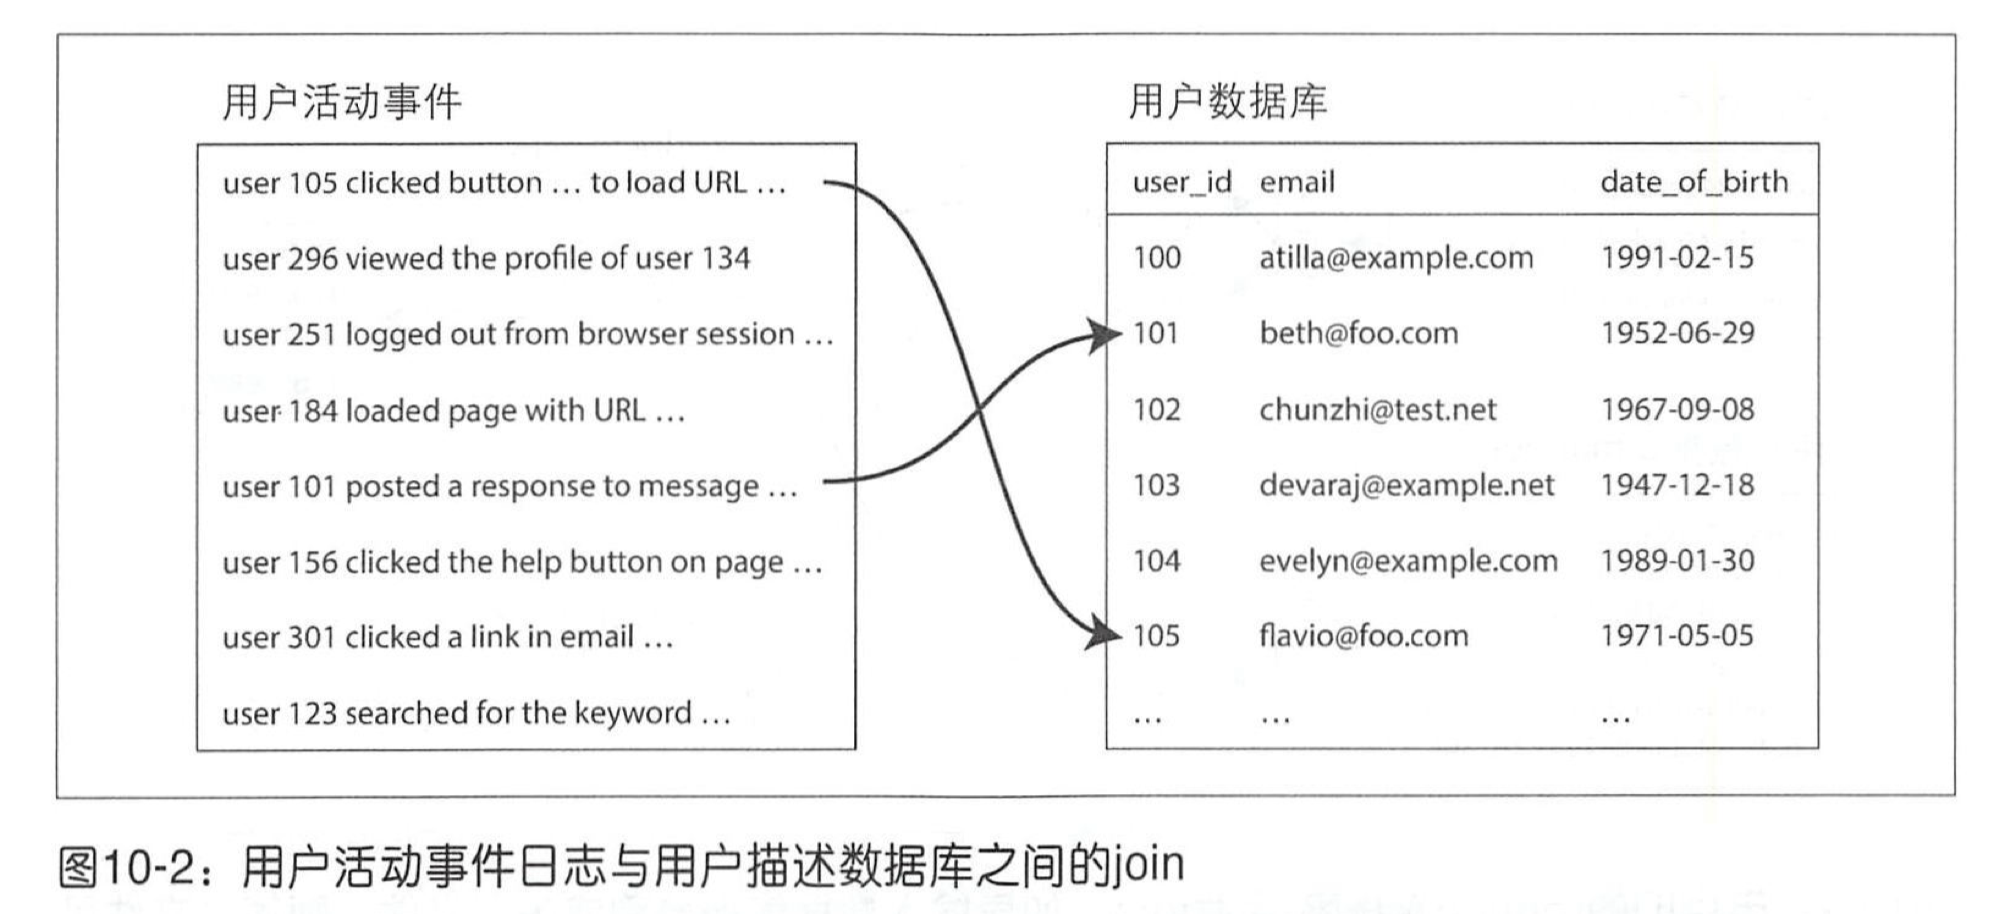 用户活动事件
user 105 clicked button ... to load URL ...
user 296 viewed the profile of user 134
user 251 logged out from browser session ...
user 184 loaded page with URL ...
user 101 posted a response to message ...
user 156 clicked the help button on page ...
user 301 clicked a link in email ...
user 123 searched for the keyword ...
用户数据库
user_id email date_of_birth
100 atilla@example.com 1991-02-15
101 beth@foo.com 1952-06-29
102 chunzhi@test.net 1967-09-08
103 devaraj@example.net 1947-12-18
104 evelyn@example.com 1989-01-30
105 flavio@foo.com 1971-05-05
... ... ...
图10-2：用户活动事件日志与用户描述数据库之间的join